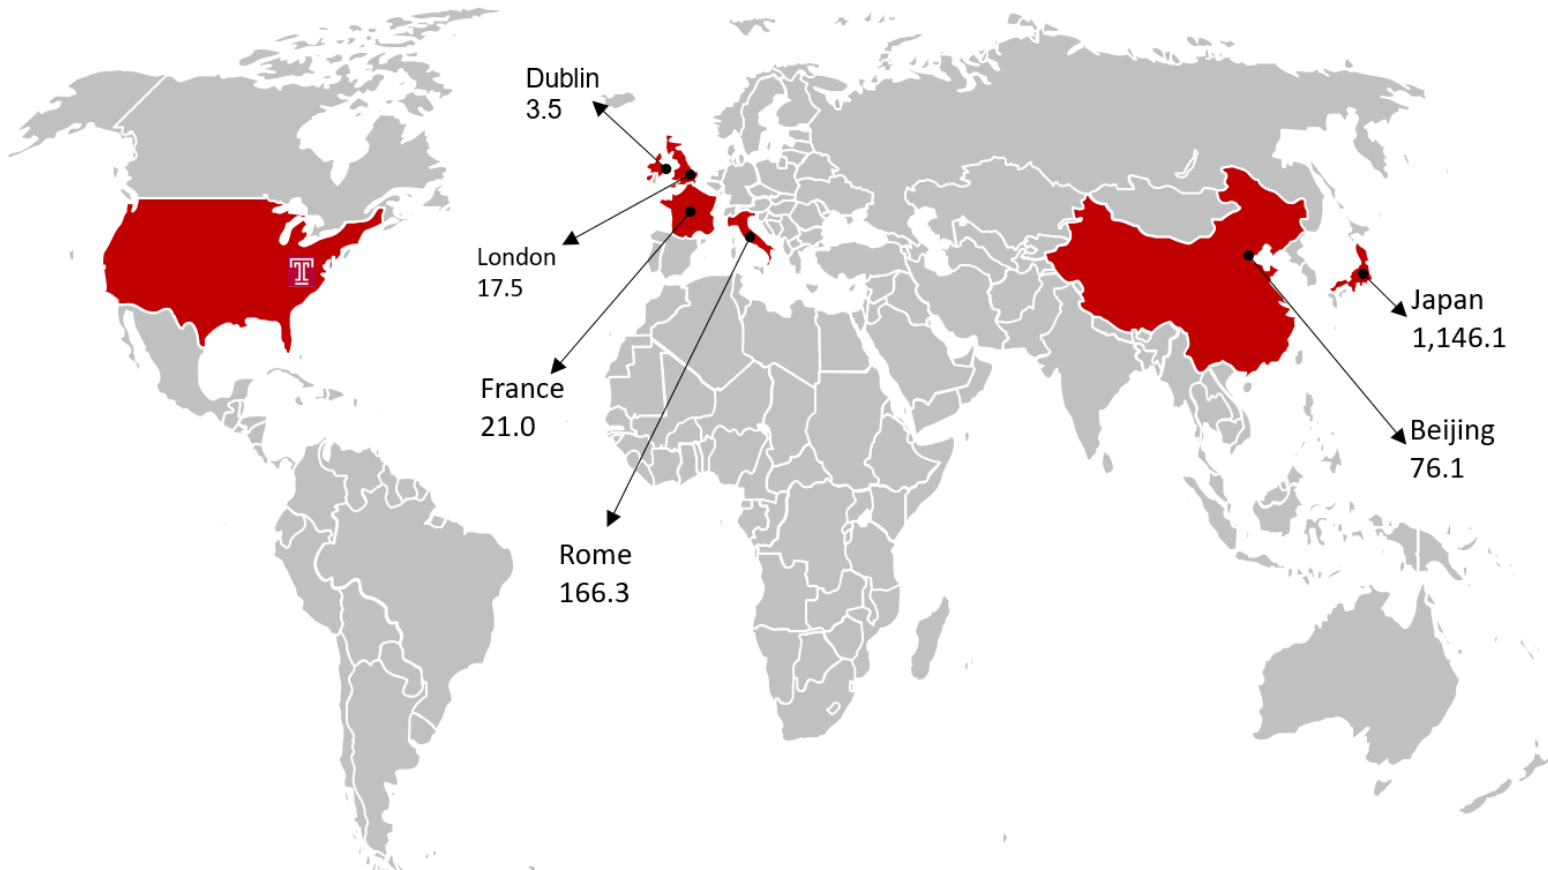 Dublin
3.5
London
17.5
France
21.0
Rome
166.3
T
Japan
1,146.1
Beijing
76.1